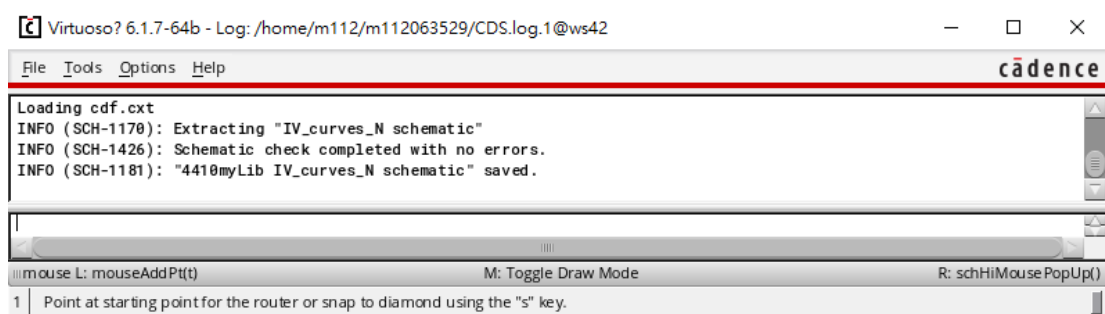 Virtuoso? 6.1.7-64b - Log: /home/m112/m112063529/CDS.log.1@ws42
File Tools Options Help cādence
Loading cdf.cxt
INFO (SCH-1170): Extracting "IV_curves_N schematic"
INFO (SCH-1426): Schematic check completed with no errors.
INFO (SCH-1181): "4410myLib IV_curves_N schematic" saved.
mouse L: mouseAddPt(t) M: Toggle Draw Mode R: schHiMousePopUp()
1 Point at starting point for the router or snap to diamond using the "s" key.